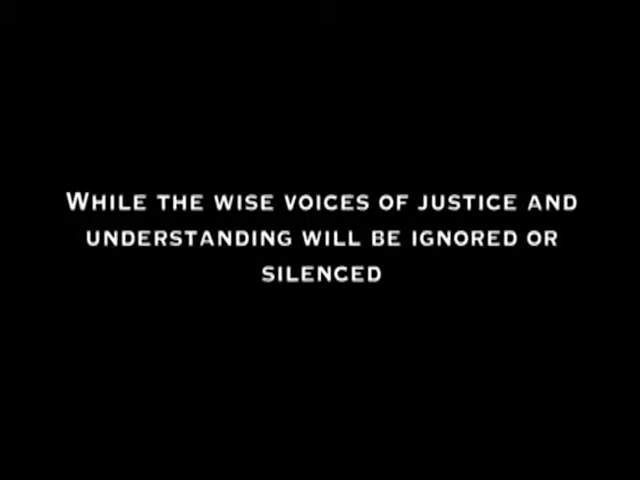 WHILE THE WISE VOICES OF JUSTICE AND
UNDERSTANDING WILL BE IGNORED OR
SILENCED